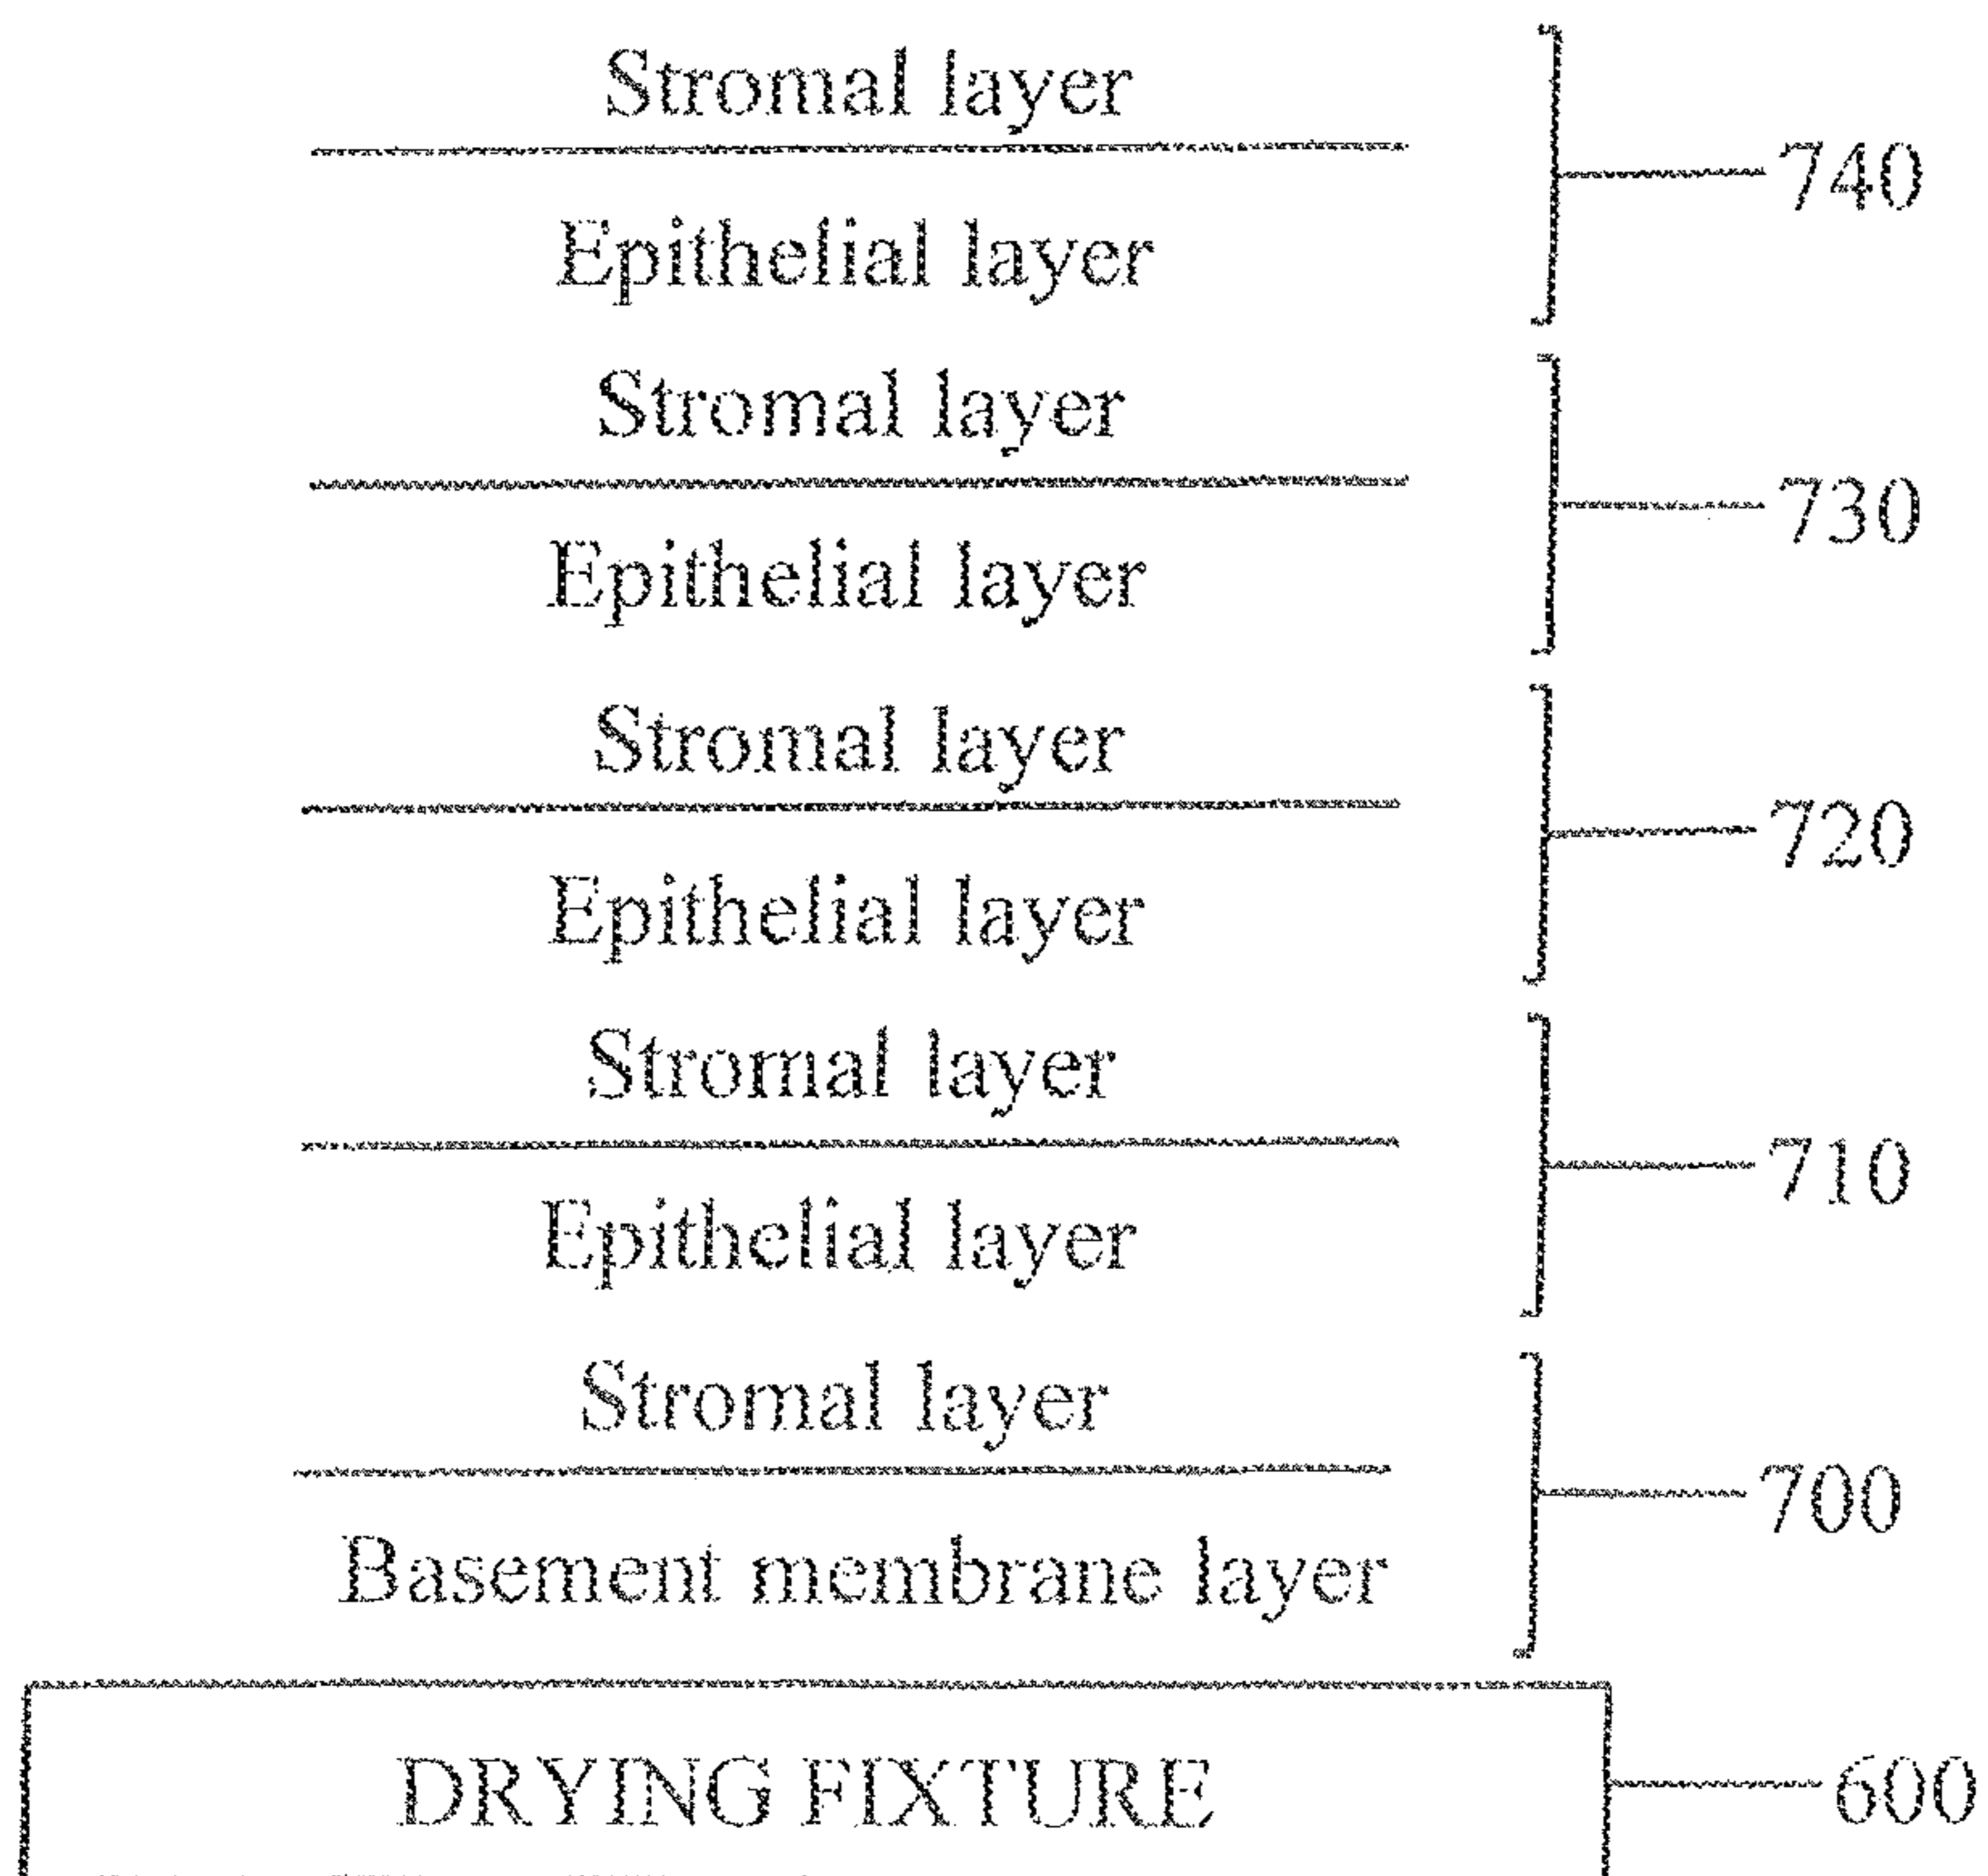 Stromal layer
740
Epithelial layer
Stromal layer
730
Epithelial layer
Stromal layer
720
Epithelial layer
Stromal layer
710
Epithelial layer
Stromal layer
700
Basement membrane layer
DRYING FIXTURE
600